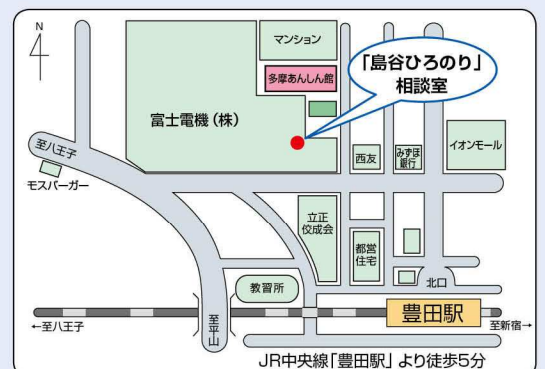 N
マンション
多摩あんしん館
「島谷ひろのり」
相談室
富士電機(株)
至八王子
モスバーガー
西友
みずほ
銀行
イオンモール
立正
佼成会
都営
住宅
教習所
北口
豊田駅
←至八王子
至平山
至新宿→
JR中央線「豊田駅」より徒歩5分